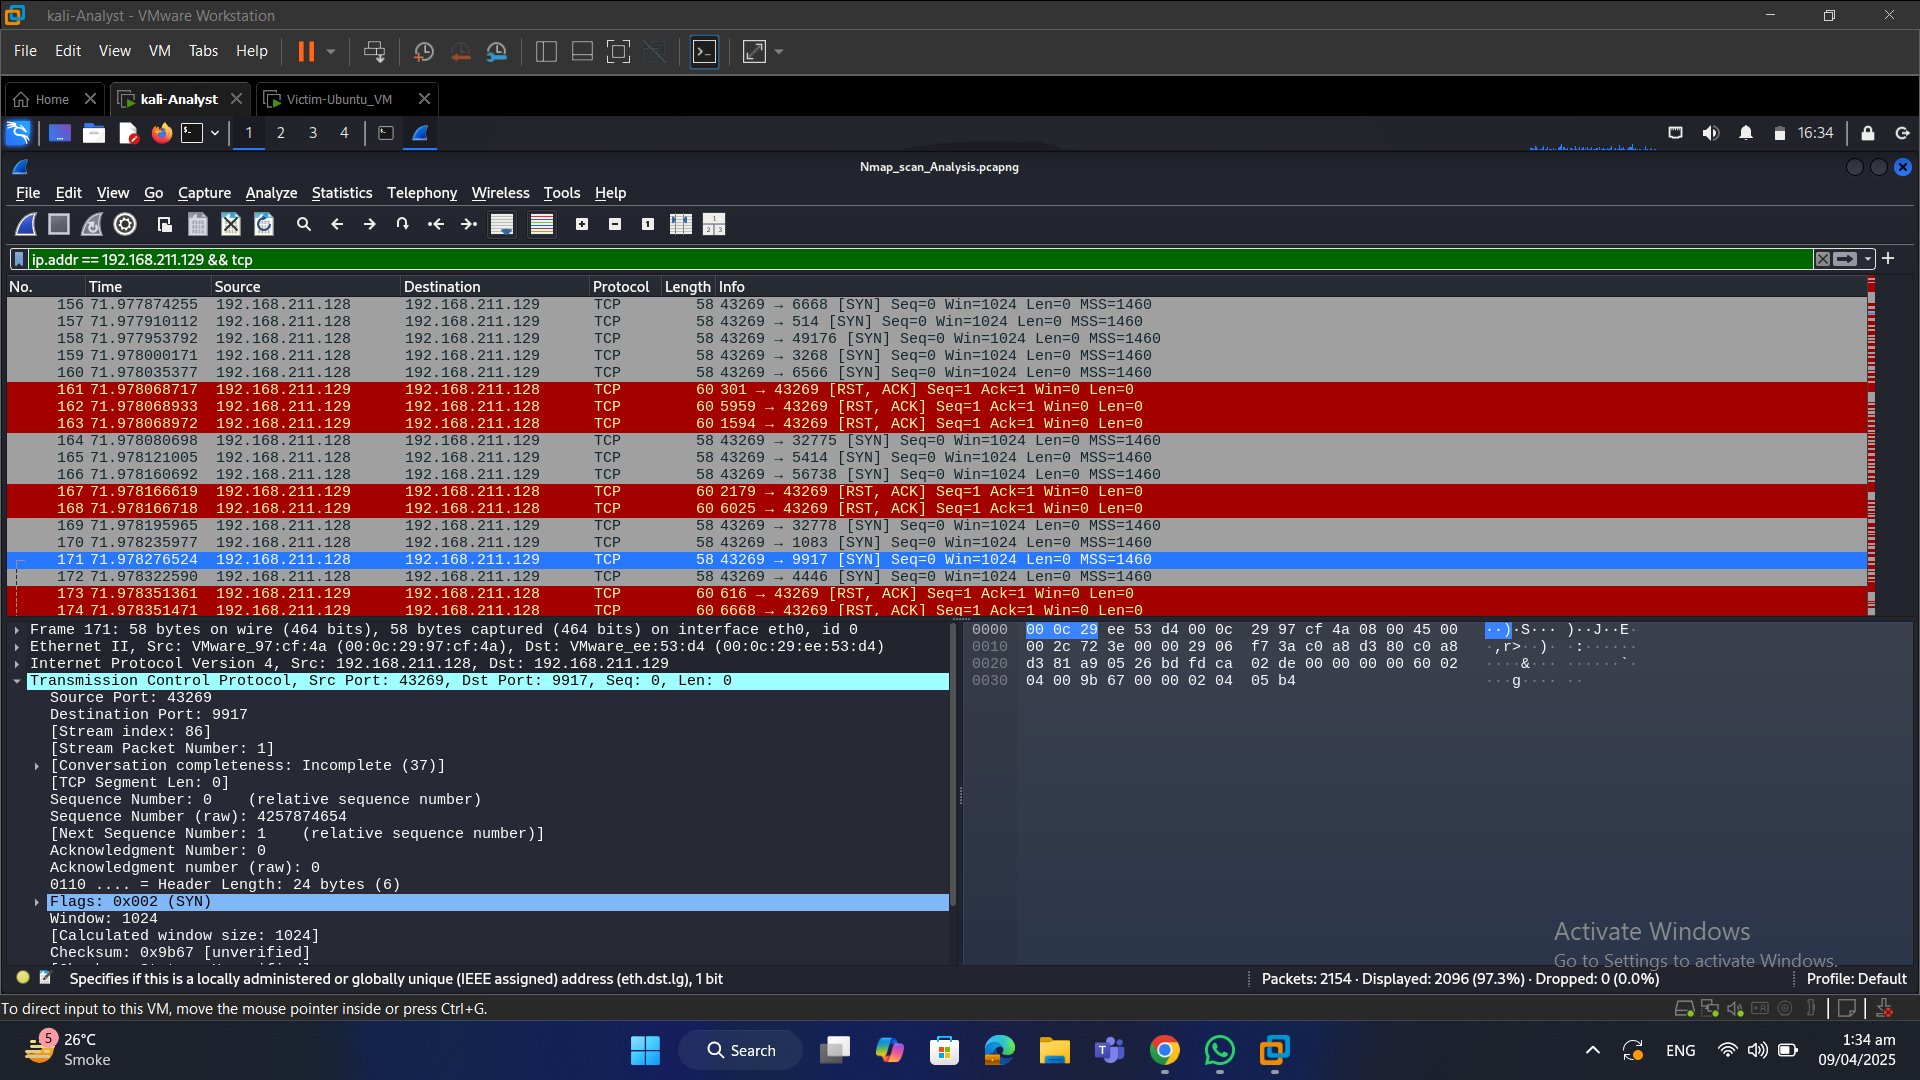 kali-Analyst - VMware Workstation
File Edit View VM Tabs Help
Home kali-Analyst Victim-Ubuntu_VM
1 2 3 4 16:34
Nmap_scan_Analysis.pcapng
File Edit View Go Capture Analyze Statistics Telephony Wireless Tools Help
ip.addr == 192.168.211.129 && tcp
No. Time Source Destination Protocol Length Info
156 71.977874255 192.168.211.128 192.168.211.129 TCP 58 43269 → 6668 [SYN] Seq=0 Win=1024 Len=0 MSS=1460
157 71.977910112 192.168.211.128 192.168.211.129 TCP 58 43269 → 514 [SYN] Seq=0 Win=1024 Len=0 MSS=1460
158 71.977953792 192.168.211.128 192.168.211.129 TCP 58 43269 → 49176 [SYN] Seq=0 Win=1024 Len=0 MSS=1460
159 71.978000171 192.168.211.128 192.168.211.129 TCP 58 43269 → 3268 [SYN] Seq=0 Win=1024 Len=0 MSS=1460
160 71.978035377 192.168.211.128 192.168.211.129 TCP 58 43269 → 6566 [SYN] Seq=0 Win=1024 Len=0 MSS=1460
161 71.978068717 192.168.211.129 192.168.211.128 TCP 60 301 → 43269 [RST, ACK] Seq=1 Ack=1 Win=0 Len=0
162 71.978068933 192.168.211.129 192.168.211.128 TCP 60 5959 → 43269 [RST, ACK] Seq=1 Ack=1 Win=0 Len=0
163 71.978068972 192.168.211.129 192.168.211.128 TCP 60 1594 → 43269 [RST, ACK] Seq=1 Ack=1 Win=0 Len=0
164 71.978080698 192.168.211.128 192.168.211.129 TCP 58 43269 → 32775 [SYN] Seq=0 Win=1024 Len=0 MSS=1460
165 71.978121005 192.168.211.128 192.168.211.129 TCP 58 43269 → 5414 [SYN] Seq=0 Win=1024 Len=0 MSS=1460
166 71.978160692 192.168.211.128 192.168.211.129 TCP 58 43269 → 56738 [SYN] Seq=0 Win=1024 Len=0 MSS=1460
167 71.978166619 192.168.211.129 192.168.211.128 TCP 60 2179 → 43269 [RST, ACK] Seq=1 Ack=1 Win=0 Len=0
168 71.978166718 192.168.211.129 192.168.211.128 TCP 60 6025 → 43269 [RST, ACK] Seq=1 Ack=1 Win=0 Len=0
169 71.978195965 192.168.211.128 192.168.211.129 TCP 58 43269 → 32778 [SYN] Seq=0 Win=1024 Len=0 MSS=1460
170 71.978235977 192.168.211.128 192.168.211.129 TCP 58 43269 → 1083 [SYN] Seq=0 Win=1024 Len=0 MSS=1460
171 71.978276524 192.168.211.128 192.168.211.129 TCP 58 43269 → 9917 [SYN] Seq=0 Win=1024 Len=0 MSS=1460
172 71.978322590 192.168.211.128 192.168.211.129 TCP 58 43269 → 4446 [SYN] Seq=0 Win=1024 Len=0 MSS=1460
173 71.978351361 192.168.211.129 192.168.211.128 TCP 60 616 → 43269 [RST, ACK] Seq=1 Ack=1 Win=0 Len=0
174 71.978351471 192.168.211.129 192.168.211.128 TCP 60 6668 → 43269 [RST, ACK] Seq=1 Ack=1 Win=0 Len=0
Frame 171: 58 bytes on wire (464 bits), 58 bytes captured (464 bits) on interface eth0, id 0
Ethernet II, Src: VMware_97:cf:4a (00:0c:29:97:cf:4a), Dst: VMware_ee:53:d4 (00:0c:29:ee:53:d4)
Internet Protocol Version 4, Src: 192.168.211.128, Dst: 192.168.211.129
Transmission Control Protocol, Src Port: 43269, Dst Port: 9917, Seq: 0, Len: 0
Source Port: 43269
Destination Port: 9917
[Stream index: 86]
[Stream Packet Number: 1]
[Conversation completeness: Incomplete (37)]
[TCP Segment Len: 0]
Sequence Number: 0 (relative sequence number)
Sequence Number (raw): 4257874654
[Next Sequence Number: 1 (relative sequence number)]
Acknowledgment Number: 0
Acknowledgment number (raw): 0
0110 .... = Header Length: 24 bytes (6)
Flags: 0x002 (SYN)
Window: 1024
[Calculated window size: 1024]
Checksum: 0x9b67 [unverified]
0000 00 0c 29 ee 53 d4 00 0c 29 97 cf 4a 08 00 45 00 ··)·S··· )··J··E·
0010 00 2c 72 3e 00 00 29 06 f7 3a c0 a8 d3 80 c0 a8 ·,r>··)· ·:······
0020 d3 81 a9 05 26 bd fd ca 02 de 00 00 00 00 60 02 ····&··· ······`·
0030 04 00 9b 67 00 00 02 04 05 b4 ···g···· ··
Activate Windows
Go to Settings to activate Windows.
Specifies if this is a locally administered or globally unique (IEEE assigned) address (eth.dst.lg), 1 bit
Packets: 2154 · Displayed: 2096 (97.3%) · Dropped: 0 (0.0%)
Profile: Default
To direct input to this VM, move the mouse pointer inside or press Ctrl+G.
5
26°C
Smoke
Search
ENG
1:34 am
09/04/2025